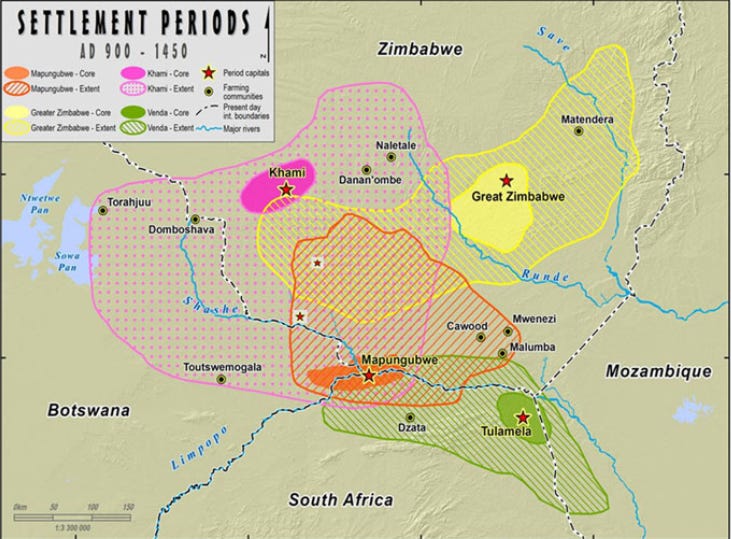 SETTLEMENT PERIODS
AD 900 - 1450
Mapungubwe - Core
Mapungubwe - Extent
Greater Zimbabwe - Core
Greater Zimbabwe - Extent
Khami - Core
Khami - Extent
Venda - Core
Venda - Extent
Period capitals
Farming
communities
Present day
int. boundaries
Major rivers
Zimbabwe
Save
Matendera
Naletale
Danan'ombe
Khami
Great Zimbabwe
Ntwetwe
Pan
Torahjuu
Domboshava
Sowa
Pan
Runde
Shashe
Cawood
Mwenezi
Malumba
Mapungubwe
Toutswemogala
Mozambique
Botswana
Limpopo
Dzata
Tulamela
South Africa
0km 50 100 150
1:3 300 000